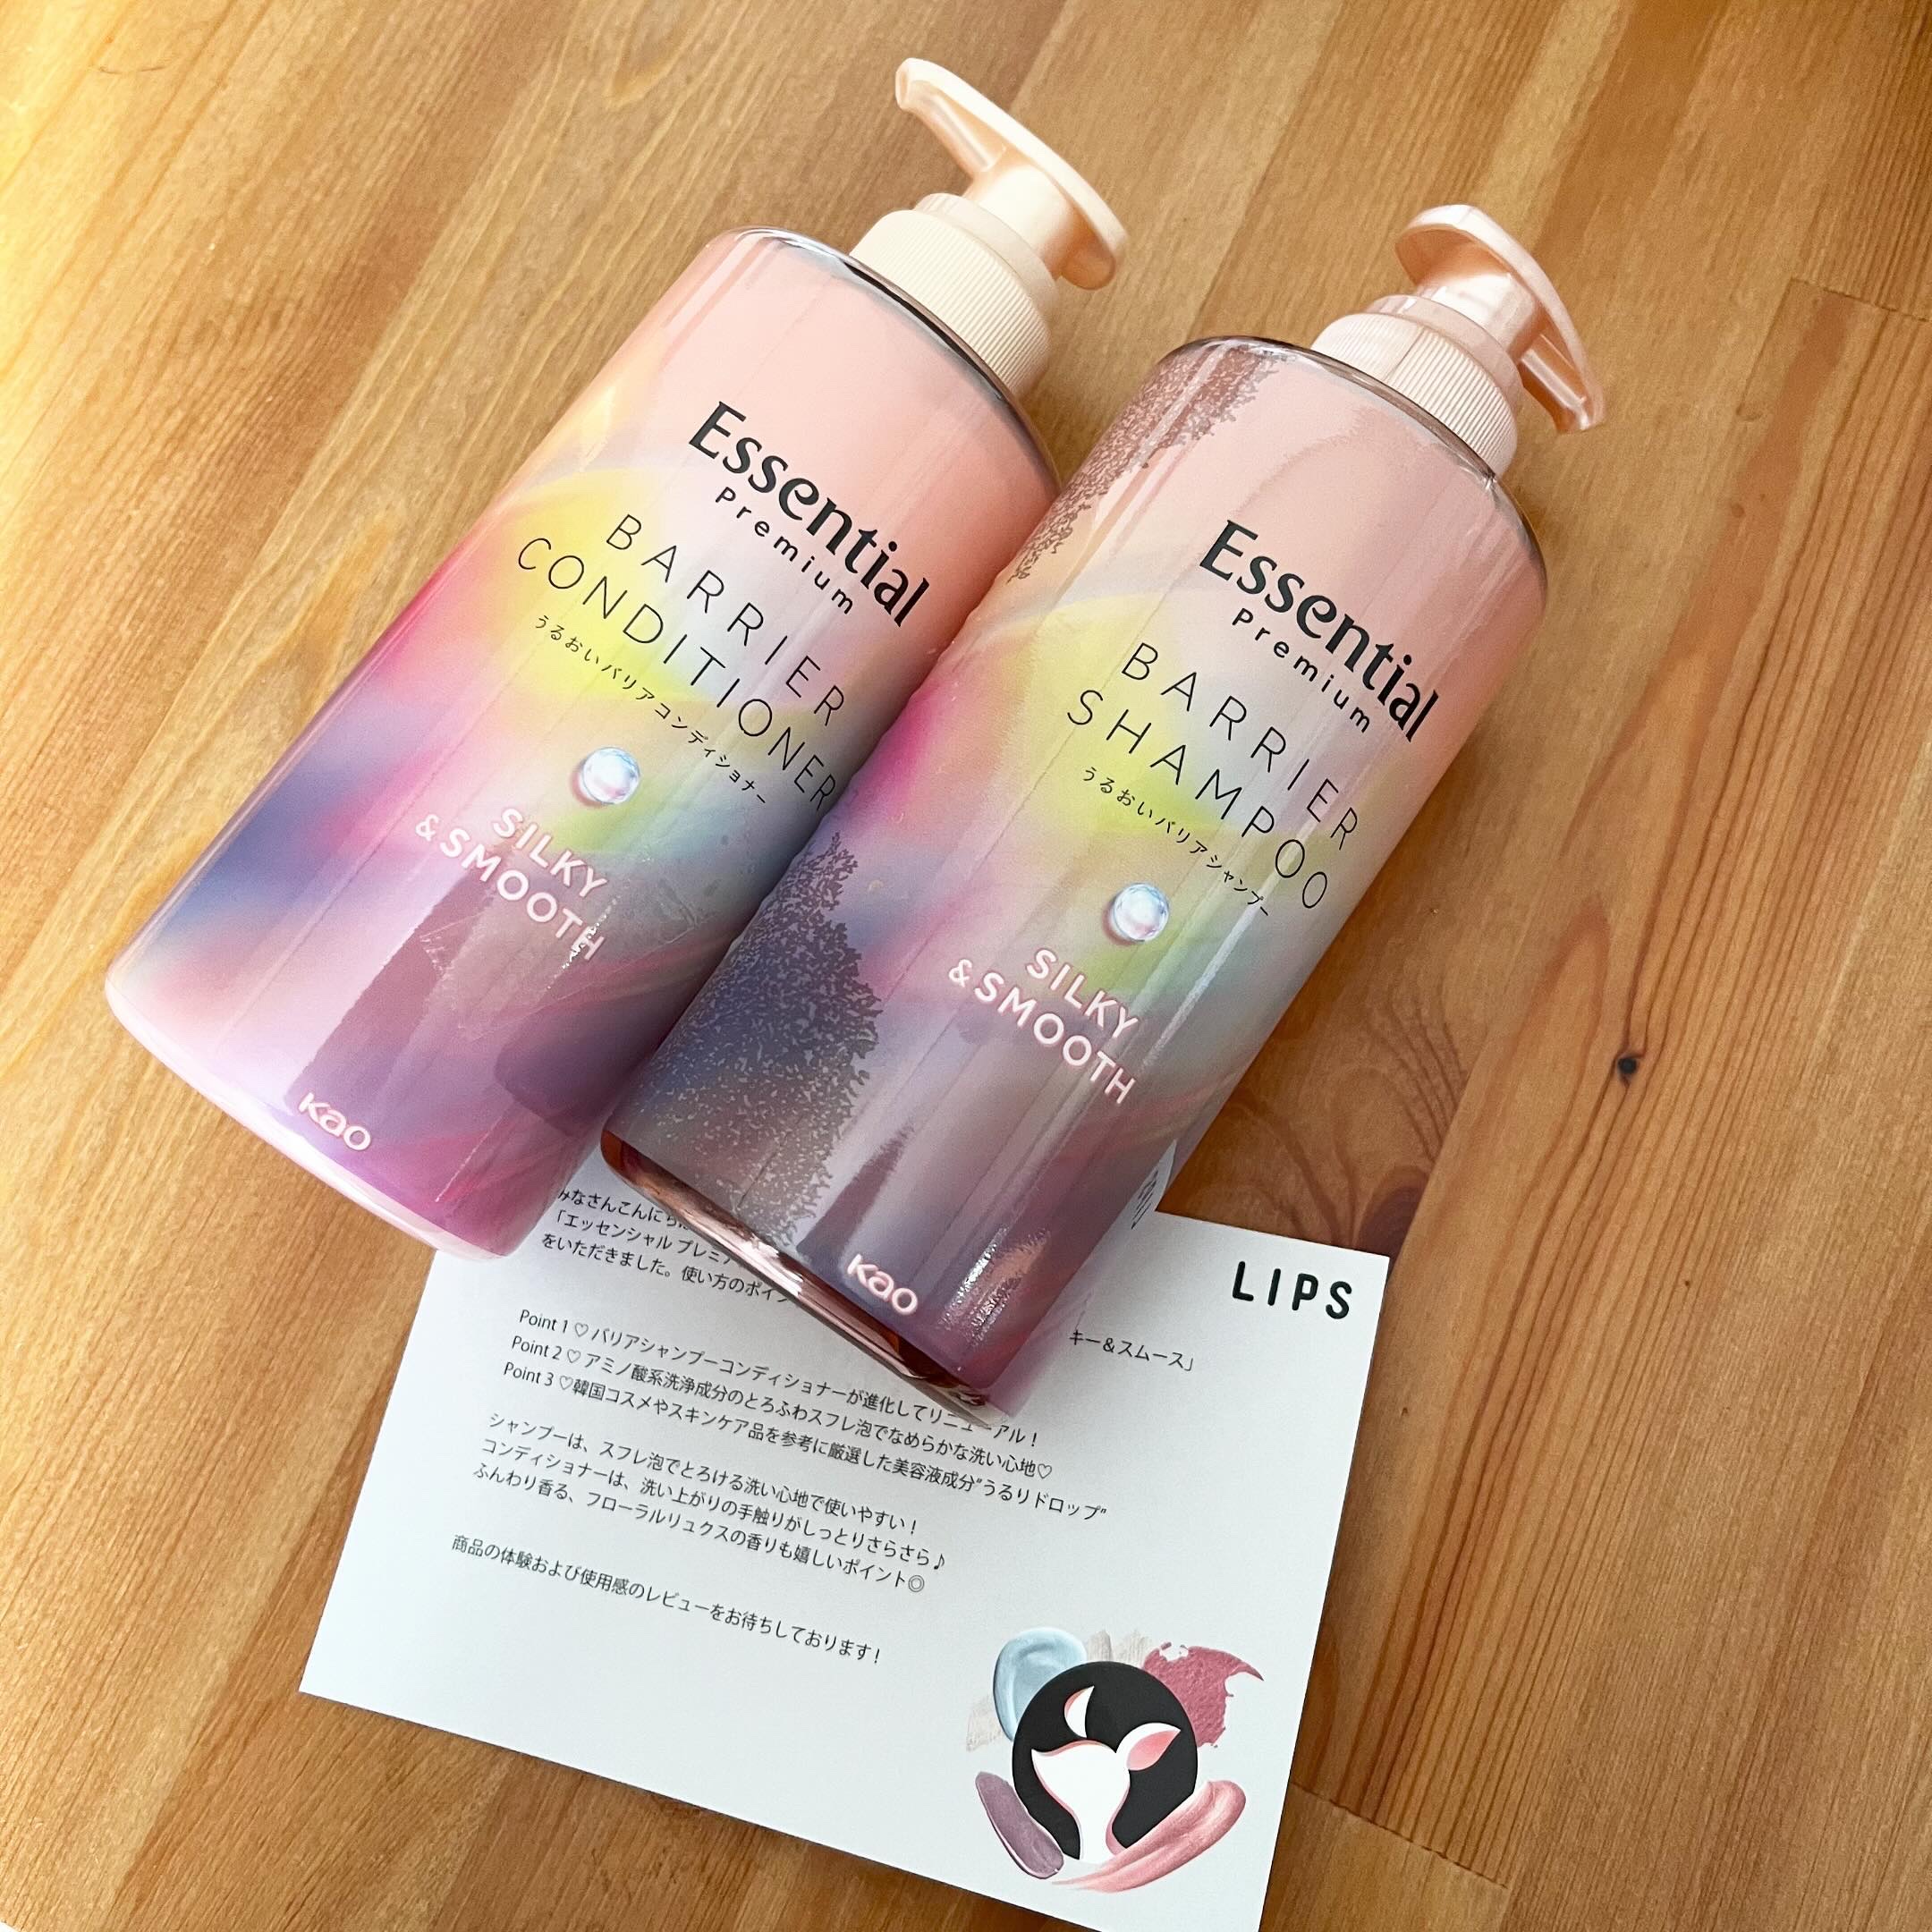 Essential
Premium
BARRIER
CONDITIONER
うるおいバリアコンディショナー
SILKY
&SMOOTH
Kao
Essential
Premium
BARRIER
SHAMPOO
うるおいバリアシャンプー
SILKY
&SMOOTH
Kao
LIPS
みなさんこんにちは
「エッセンシャル プレミア キー&スムース」
をいただきました。使い方のポイン
Point 1 ♡ バリアシャンプーコンディショナーが進化してリニューアル！
Point 2 ♡ アミノ酸系洗浄成分のとろふわスフレ泡でなめらかな洗い心地♡
Point 3 ♡韓国コスメやスキンケア品を参考に厳選した美容液成分"うるりドロップ"
シャンプーは、スフレ泡でとろける洗い心地で使いやすい！
コンディショナーは、洗い上がりの手触りがしっとりさらさら♪
ふんわり香る、フローラルリュクスの香りも嬉しいポイント◎
商品の体験および使用感のレビューをお待ちしております！